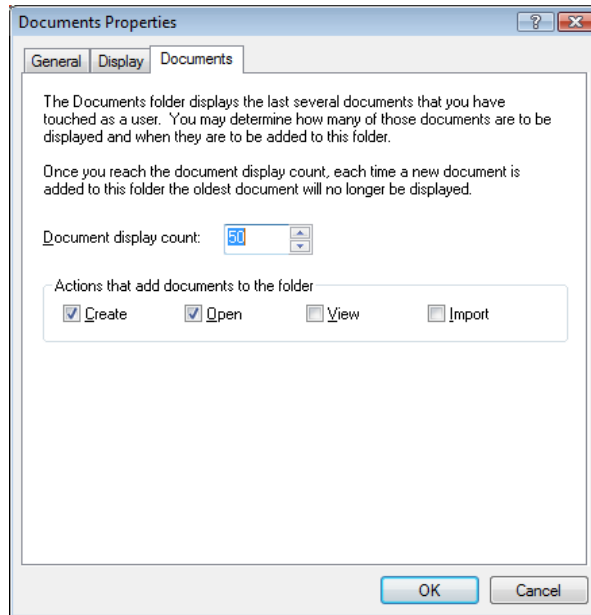 Documents Properties
General Display Documents
The Documents folder displays the last several documents that you have
touched as a user. You may determine how many of those documents are to be
displayed and when they are to be added to this folder.
Once you reach the document display count, each time a new document is
added to this folder the oldest document will no longer be displayed.
Document display count: 50
Actions that add documents to the folder
Create Open View Import
OK Cancel